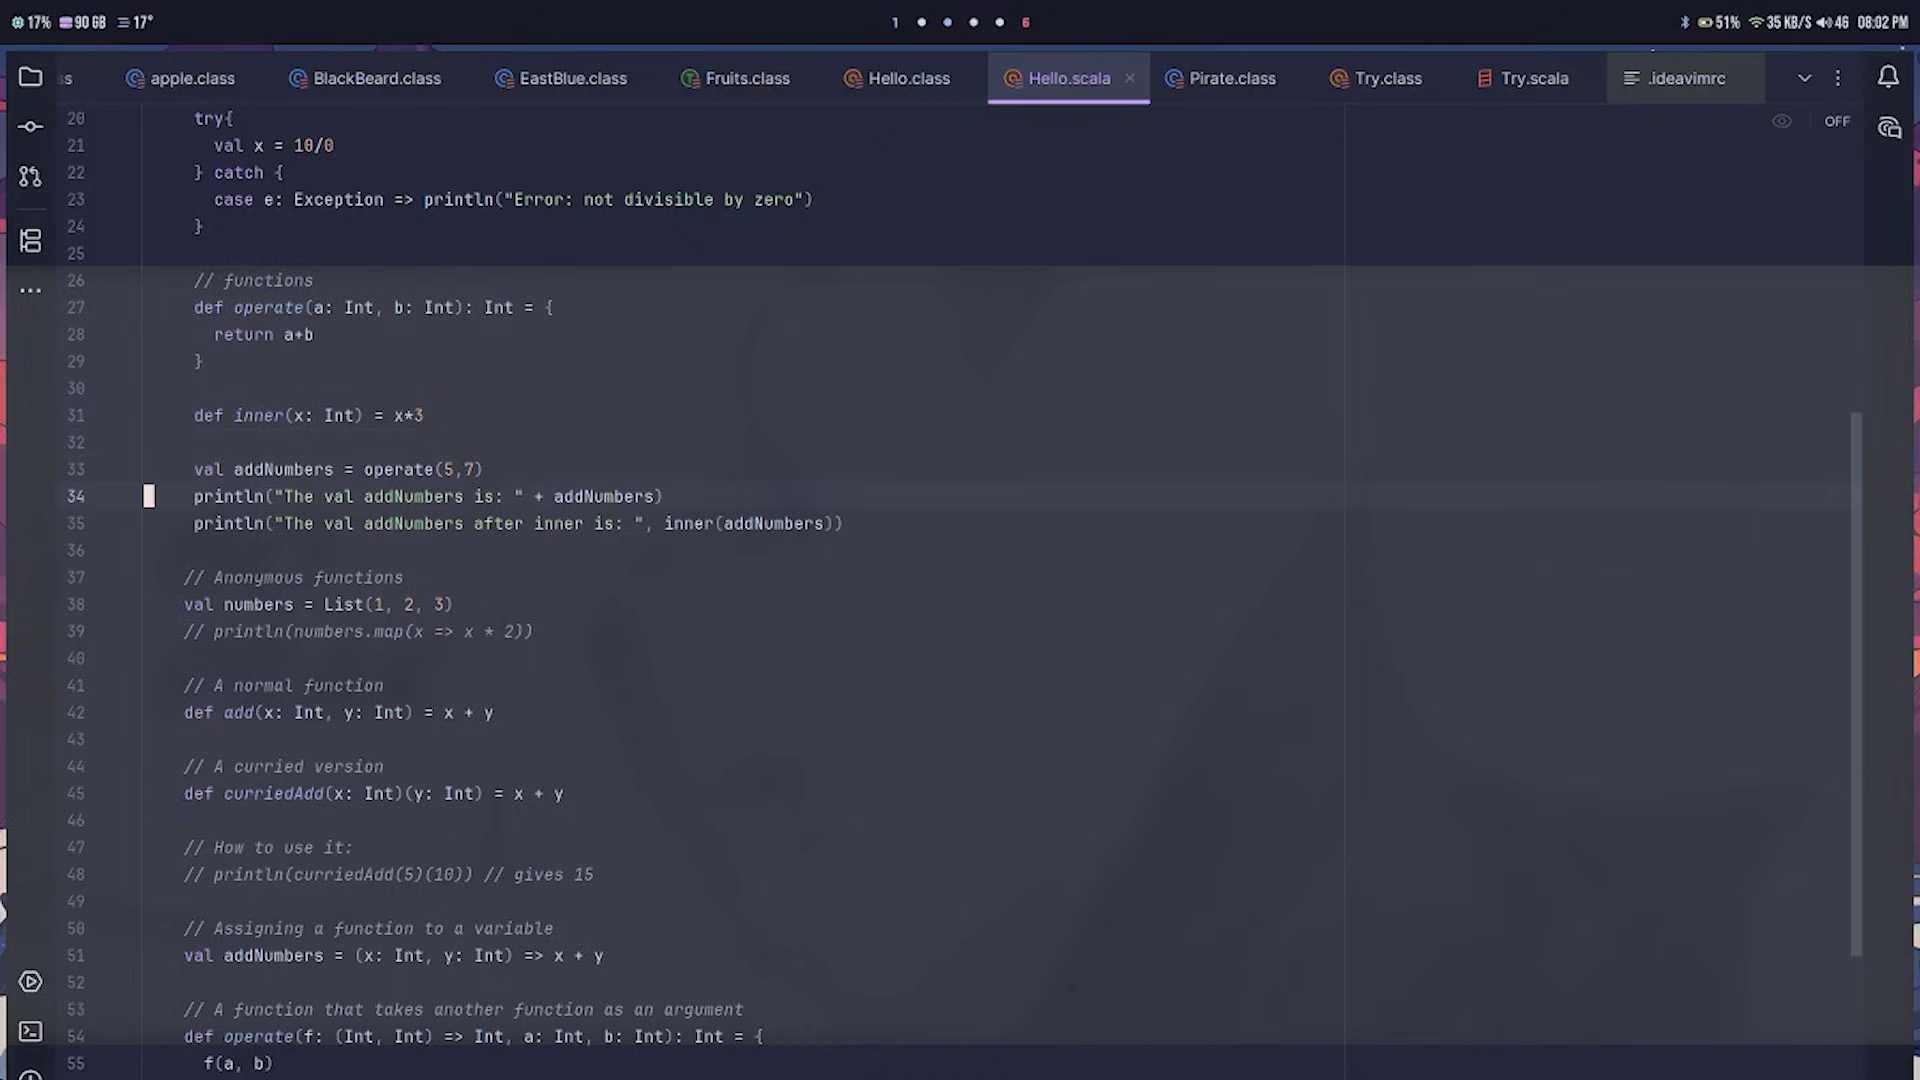 17% 90 GB 17° 1 6 51% 35 KB/S 46 08:02 PM
ss apple.class BlackBeard.class EastBlue.class Fruits.class Hello.class Hello.scala × Pirate.class Try.class Try.scala .ideavimrc
OFF
20 try{
21 val x = 10/0
22 } catch {
23 case e: Exception => println("Error: not divisible by zero")
24 }
25
26 // functions
27 def operate(a: Int, b: Int): Int = {
28 return a+b
29 }
30
31 def inner(x: Int) = x*3
32
33 val addNumbers = operate(5,7)
34 println("The val addNumbers is: " + addNumbers)
35 println("The val addNumbers after inner is: ", inner(addNumbers))
36
37 // Anonymous functions
38 val numbers = List(1, 2, 3)
39 // println(numbers.map(x => x * 2))
40
41 // A normal function
42 def add(x: Int, y: Int) = x + y
43
44 // A curried version
45 def curriedAdd(x: Int)(y: Int) = x + y
46
47 // How to use it:
48 // println(curriedAdd(5)(10)) // gives 15
49
50 // Assigning a function to a variable
51 val addNumbers = (x: Int, y: Int) => x + y
52
53 // A function that takes another function as an argument
54 def operate(f: (Int, Int) => Int, a: Int, b: Int): Int = {
55 f(a, b)